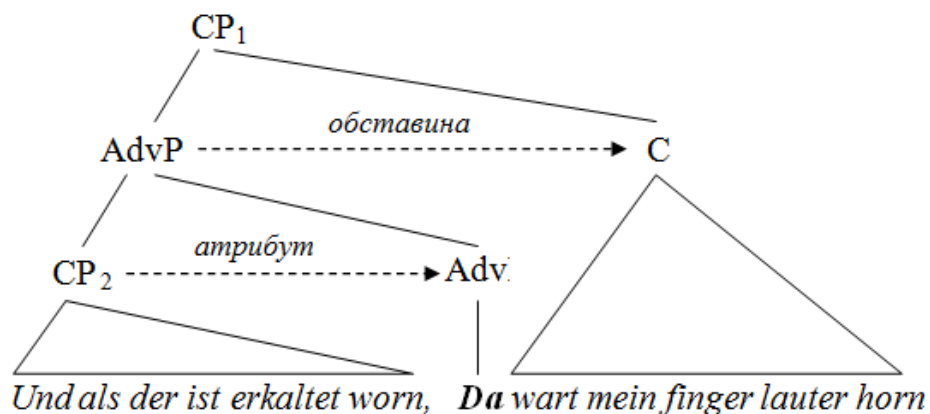 CP₁
обставина
AdvP C
атрибут
CP₂ Adv
Und als der ist erkaltet worn, Da wart mein finger lauter horn